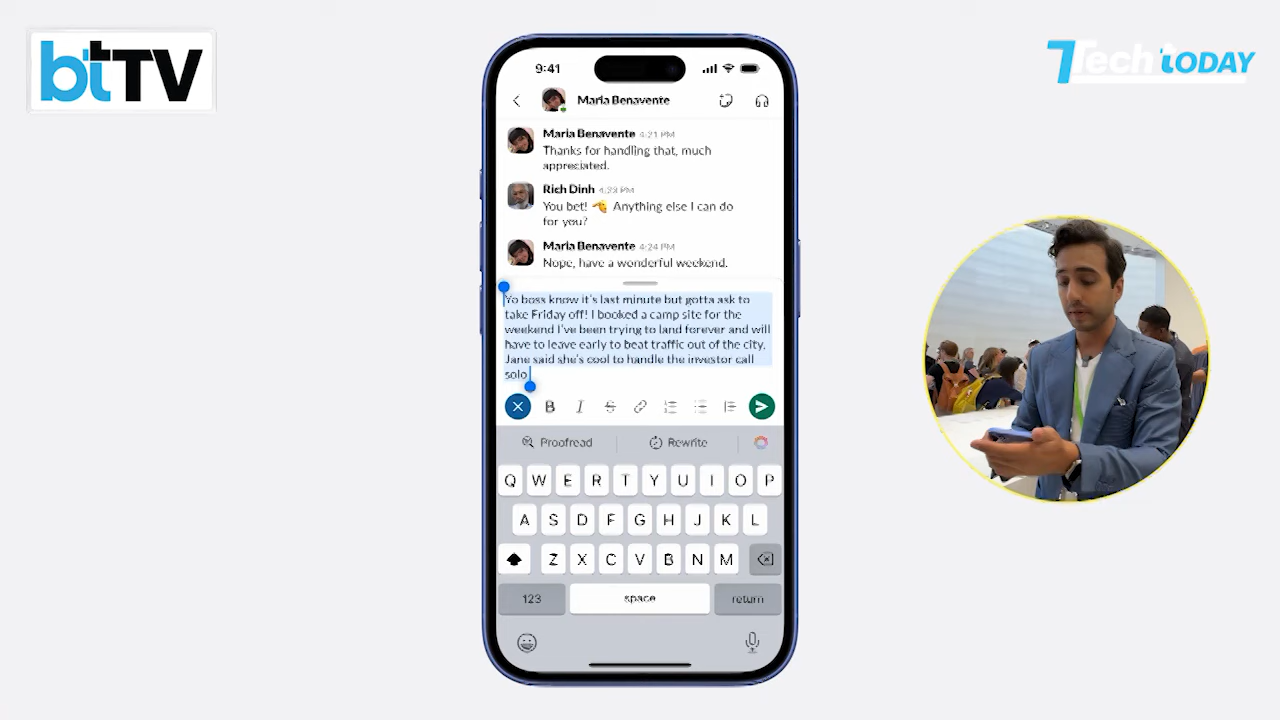 btTV
Tech TODAY
9:41
Maria Benavente
Maria Benavente 4:21 PM
Thanks for handling that, much
appreciated.
Rich Dinh 4:23 PM
You bet! 🫡 Anything else I can do
for you?
Maria Benavente 4:24 PM
Nope, have a wonderful weekend.
Yo boss know it's last minute but gotta ask to
take Friday off! I booked a camp site for the
weekend I've been trying to land forever and will
have to leave early to beat traffic out of the city.
Jane said she's cool to handle the investor call
solo
B I S
Proofread Rewrite
Q W E R T Y U I O P
A S D F G H J K L
Z X C V B N M
123 space return